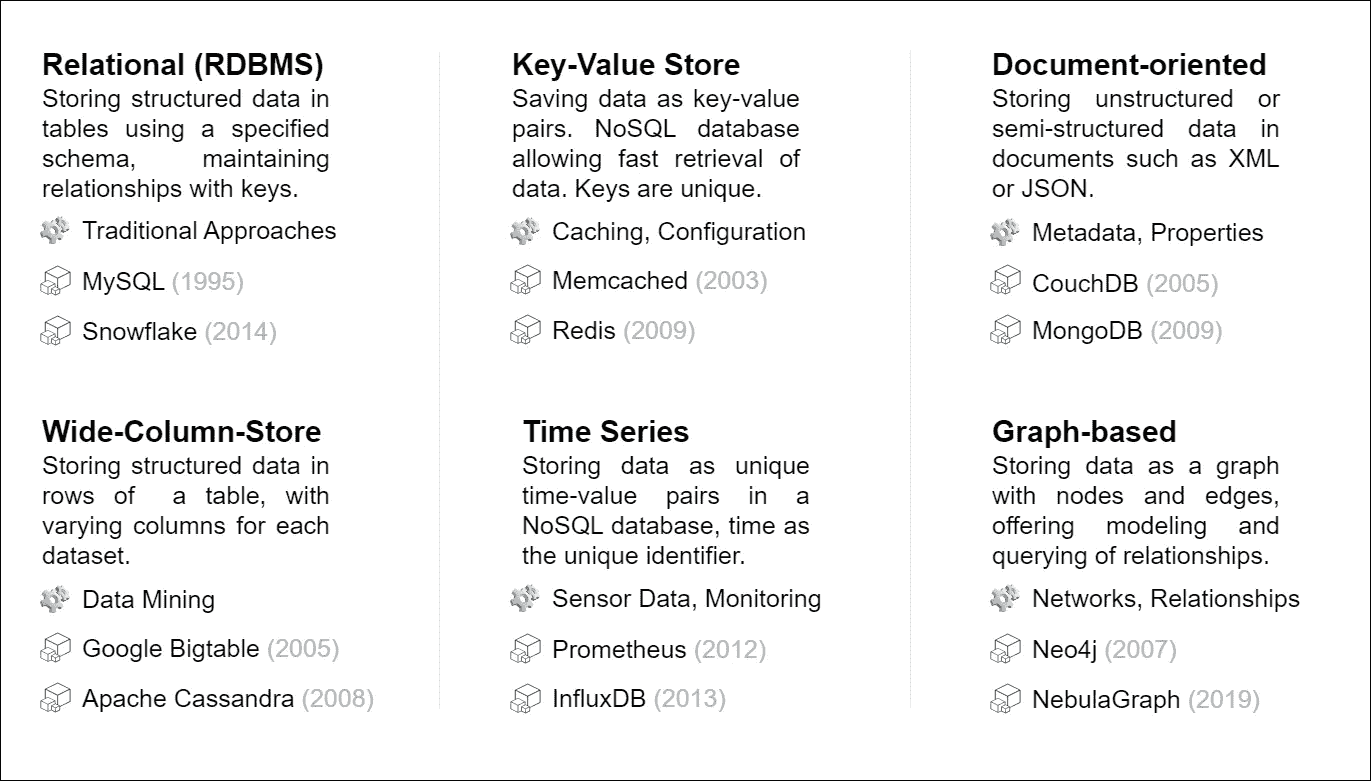 Relational (RDBMS)
Storing structured data in
tables using a specified
schema, maintaining
relationships with keys.
Traditional Approaches
MySQL (1995)
Snowflake (2014)
Key-Value Store
Saving data as key-value
pairs. NoSQL database
allowing fast retrieval of
data. Keys are unique.
Caching, Configuration
Memcached (2003)
Redis (2009)
Document-oriented
Storing unstructured or
semi-structured data in
documents such as XML
or JSON.
Metadata, Properties
CouchDB (2005)
MongoDB (2009)
Wide-Column-Store
Storing structured data in
rows of a table, with
varying columns for each
dataset.
Data Mining
Google Bigtable (2005)
Apache Cassandra (2008)
Time Series
Storing data as unique
time-value pairs in a
NoSQL database, time as
the unique identifier.
Sensor Data, Monitoring
Prometheus (2012)
InfluxDB (2013)
Graph-based
Storing data as a graph
with nodes and edges,
offering modeling and
querying of relationships.
Networks, Relationships
Neo4j (2007)
NebulaGraph (2019)